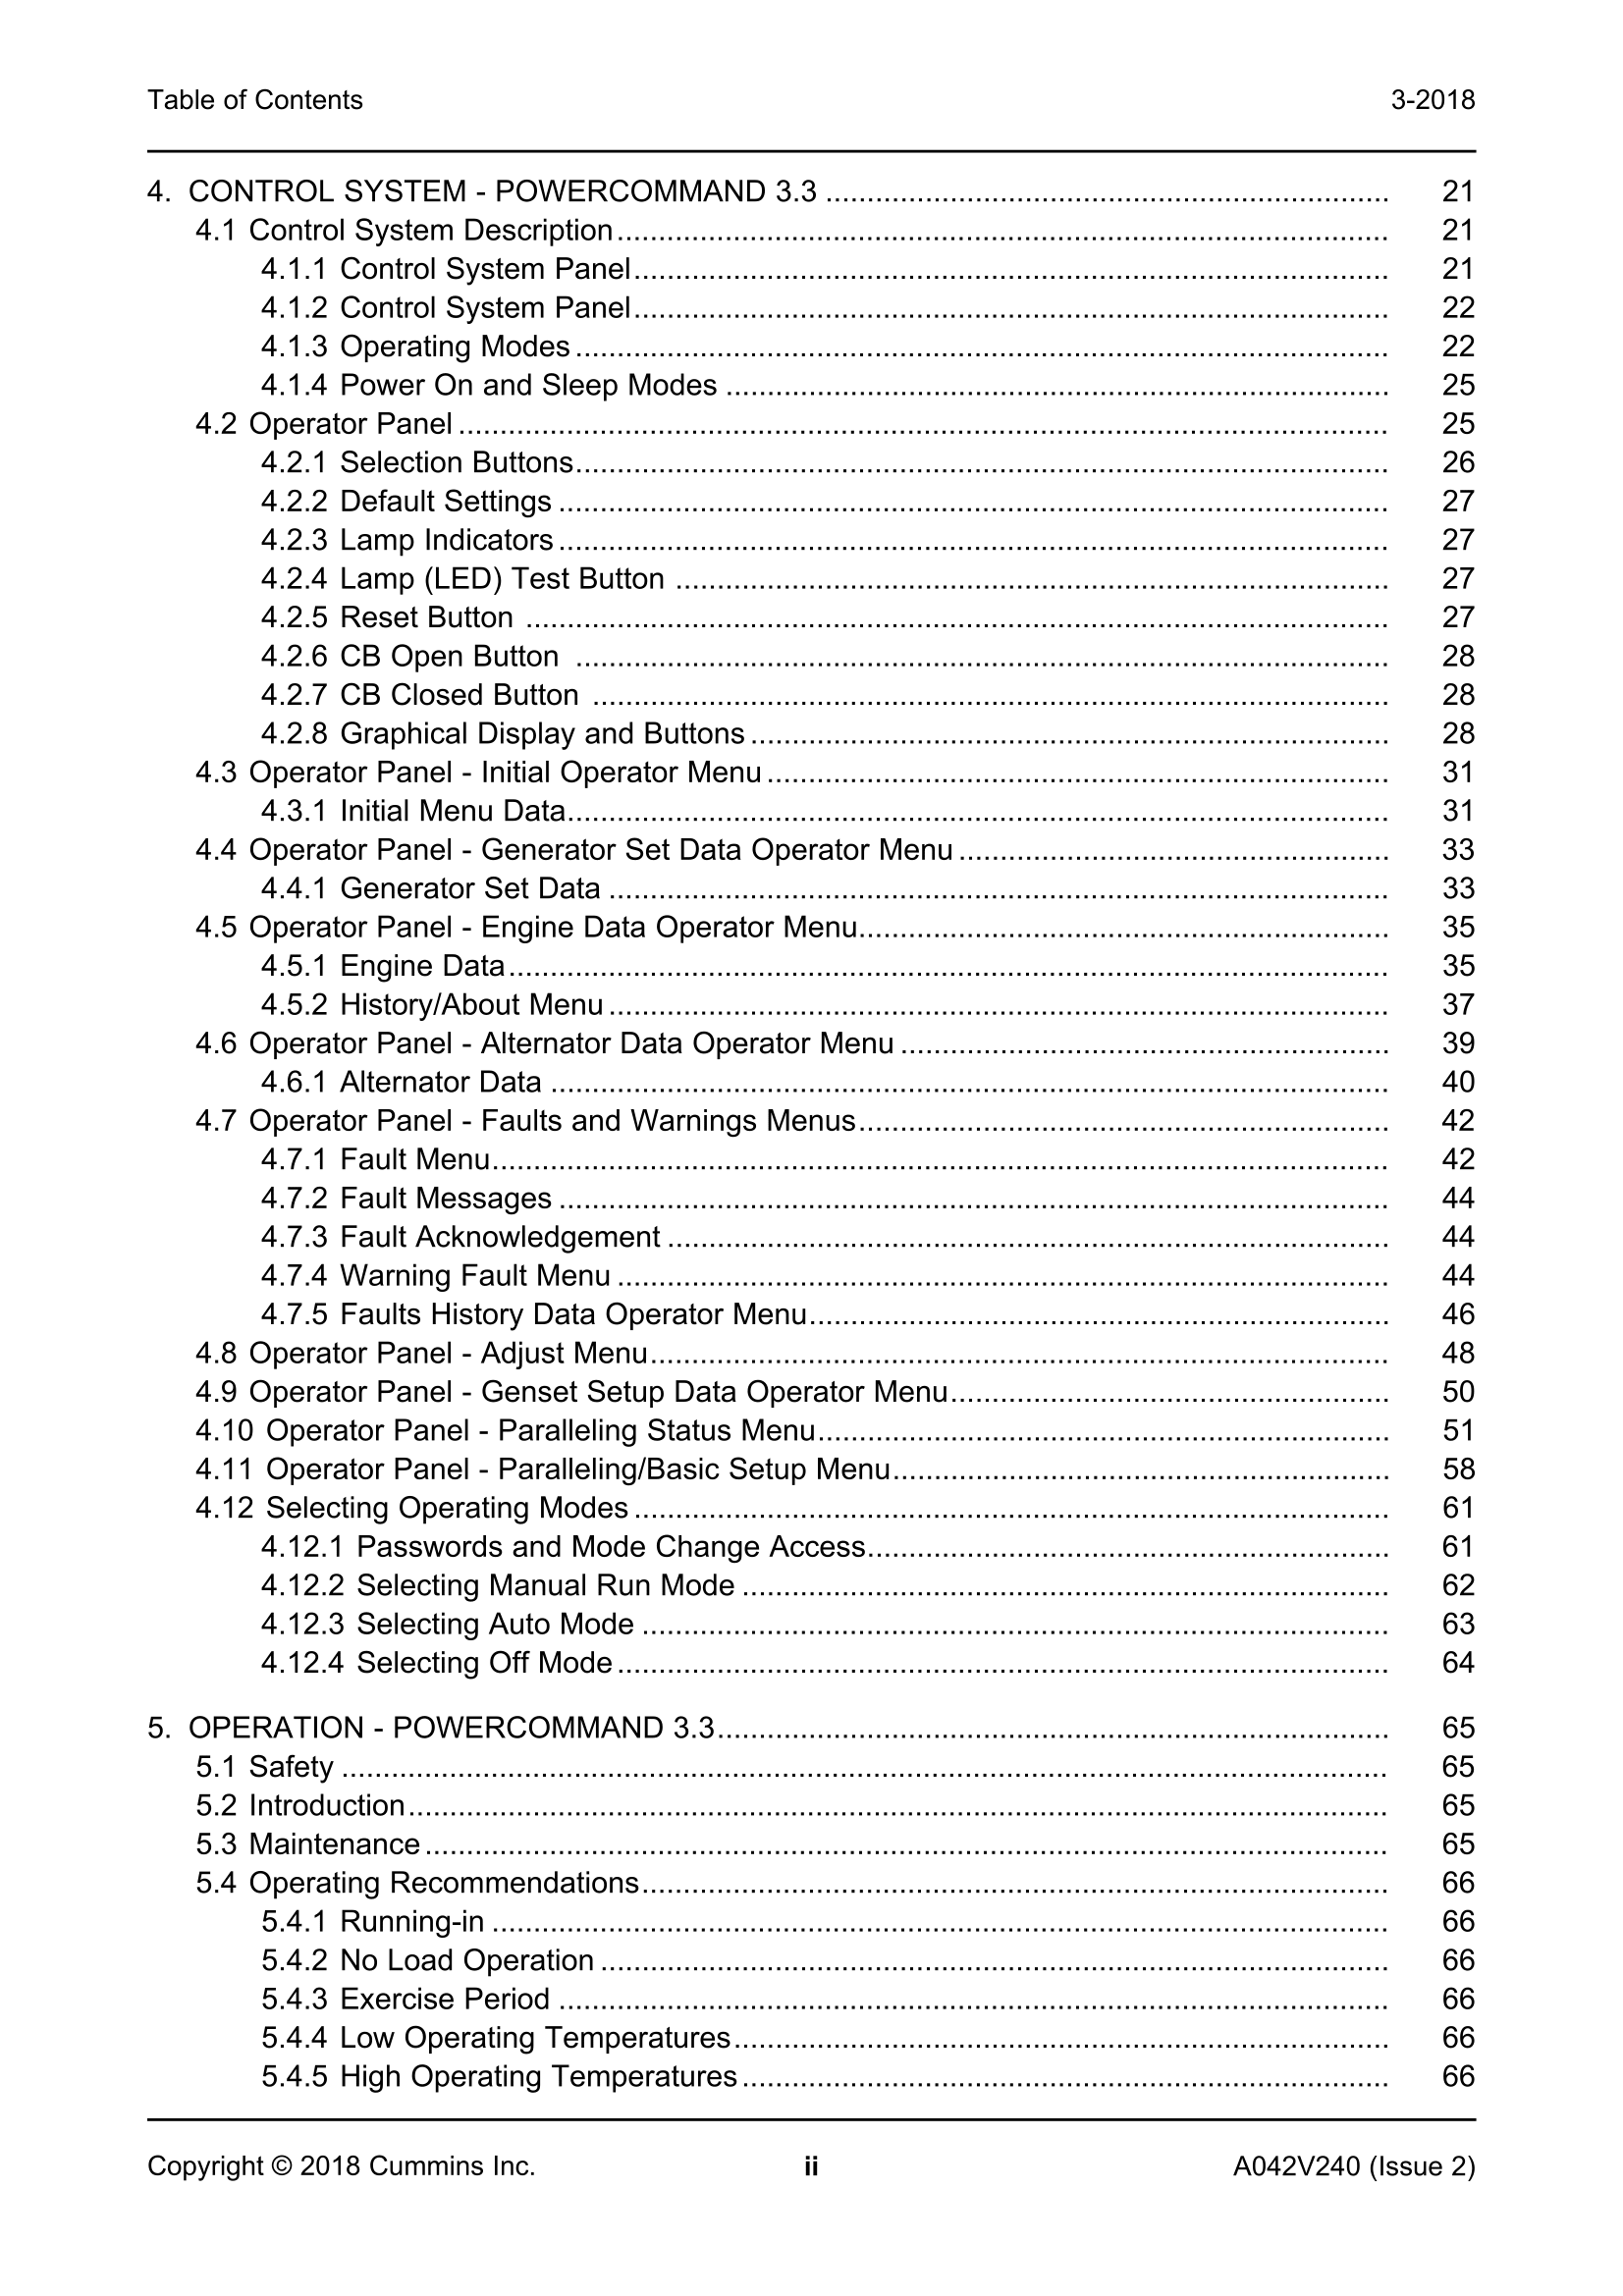 Table of Contents 3-2018
4. CONTROL SYSTEM - POWERCOMMAND 3.3 ........ 21
4.1 Control System Description ........ 21
4.1.1 Control System Panel ........ 21
4.1.2 Control System Panel ........ 22
4.1.3 Operating Modes ........ 22
4.1.4 Power On and Sleep Modes ........ 25
4.2 Operator Panel ........ 25
4.2.1 Selection Buttons ........ 26
4.2.2 Default Settings ........ 27
4.2.3 Lamp Indicators ........ 27
4.2.4 Lamp (LED) Test Button ........ 27
4.2.5 Reset Button ........ 27
4.2.6 CB Open Button ........ 28
4.2.7 CB Closed Button ........ 28
4.2.8 Graphical Display and Buttons ........ 28
4.3 Operator Panel - Initial Operator Menu ........ 31
4.3.1 Initial Menu Data ........ 31
4.4 Operator Panel - Generator Set Data Operator Menu ........ 33
4.4.1 Generator Set Data ........ 33
4.5 Operator Panel - Engine Data Operator Menu ........ 35
4.5.1 Engine Data ........ 35
4.5.2 History/About Menu ........ 37
4.6 Operator Panel - Alternator Data Operator Menu ........ 39
4.6.1 Alternator Data ........ 40
4.7 Operator Panel - Faults and Warnings Menus ........ 42
4.7.1 Fault Menu ........ 42
4.7.2 Fault Messages ........ 44
4.7.3 Fault Acknowledgement ........ 44
4.7.4 Warning Fault Menu ........ 44
4.7.5 Faults History Data Operator Menu ........ 46
4.8 Operator Panel - Adjust Menu ........ 48
4.9 Operator Panel - Genset Setup Data Operator Menu ........ 50
4.10 Operator Panel - Paralleling Status Menu ........ 51
4.11 Operator Panel - Paralleling/Basic Setup Menu ........ 58
4.12 Selecting Operating Modes ........ 61
4.12.1 Passwords and Mode Change Access ........ 61
4.12.2 Selecting Manual Run Mode ........ 62
4.12.3 Selecting Auto Mode ........ 63
4.12.4 Selecting Off Mode ........ 64
5. OPERATION - POWERCOMMAND 3.3 ........ 65
5.1 Safety ........ 65
5.2 Introduction ........ 65
5.3 Maintenance ........ 65
5.4 Operating Recommendations ........ 66
5.4.1 Running-in ........ 66
5.4.2 No Load Operation ........ 66
5.4.3 Exercise Period ........ 66
5.4.4 Low Operating Temperatures ........ 66
5.4.5 High Operating Temperatures ........ 66
Copyright © 2018 Cummins Inc. ii A042V240 (Issue 2)